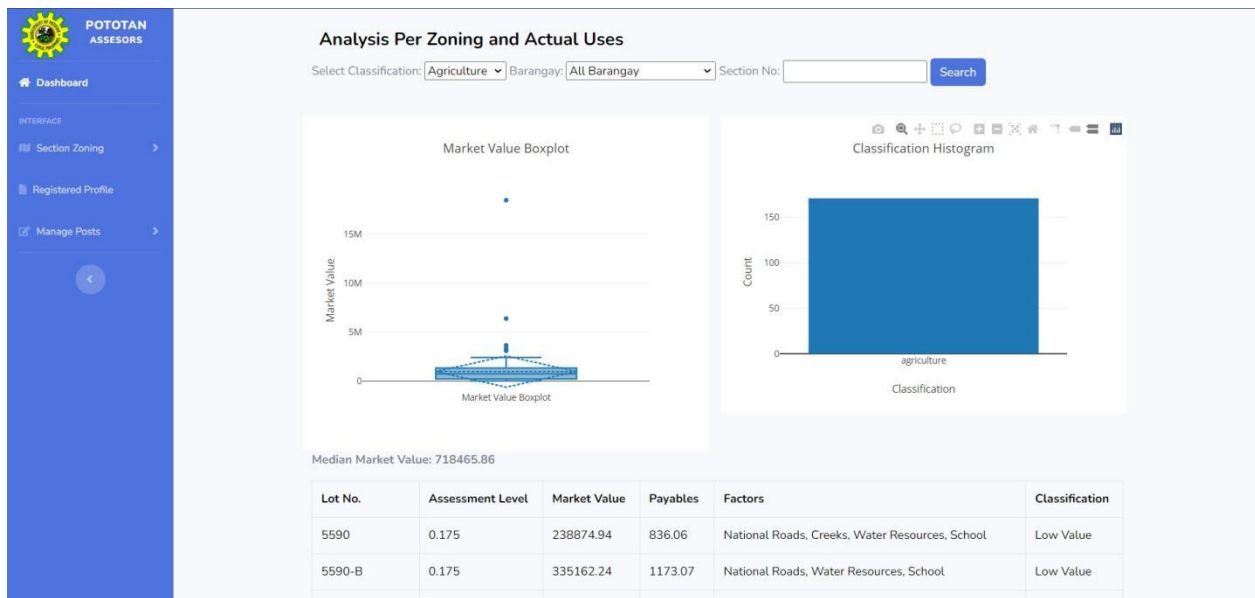 POTOTAN
ASSESORS
Dashboard
INTERFACE
Section Zoning
Registered Profile
Manage Posts
Analysis Per Zoning and Actual Uses
Select Classification: Agriculture Barangay: All Barangay Section No: Search
Market Value Boxplot
15M
10M
5M
0
Market Value
Market Value Boxplot
Classification Histogram
150
100
50
0
Count
agriculture
Classification
Median Market Value: 718465.86
Lot No. Assessment Level Market Value Payables Factors Classification
5590 0.175 238874.94 836.06 National Roads, Creeks, Water Resources, School Low Value
5590-B 0.175 335162.24 1173.07 National Roads, Water Resources, School Low Value